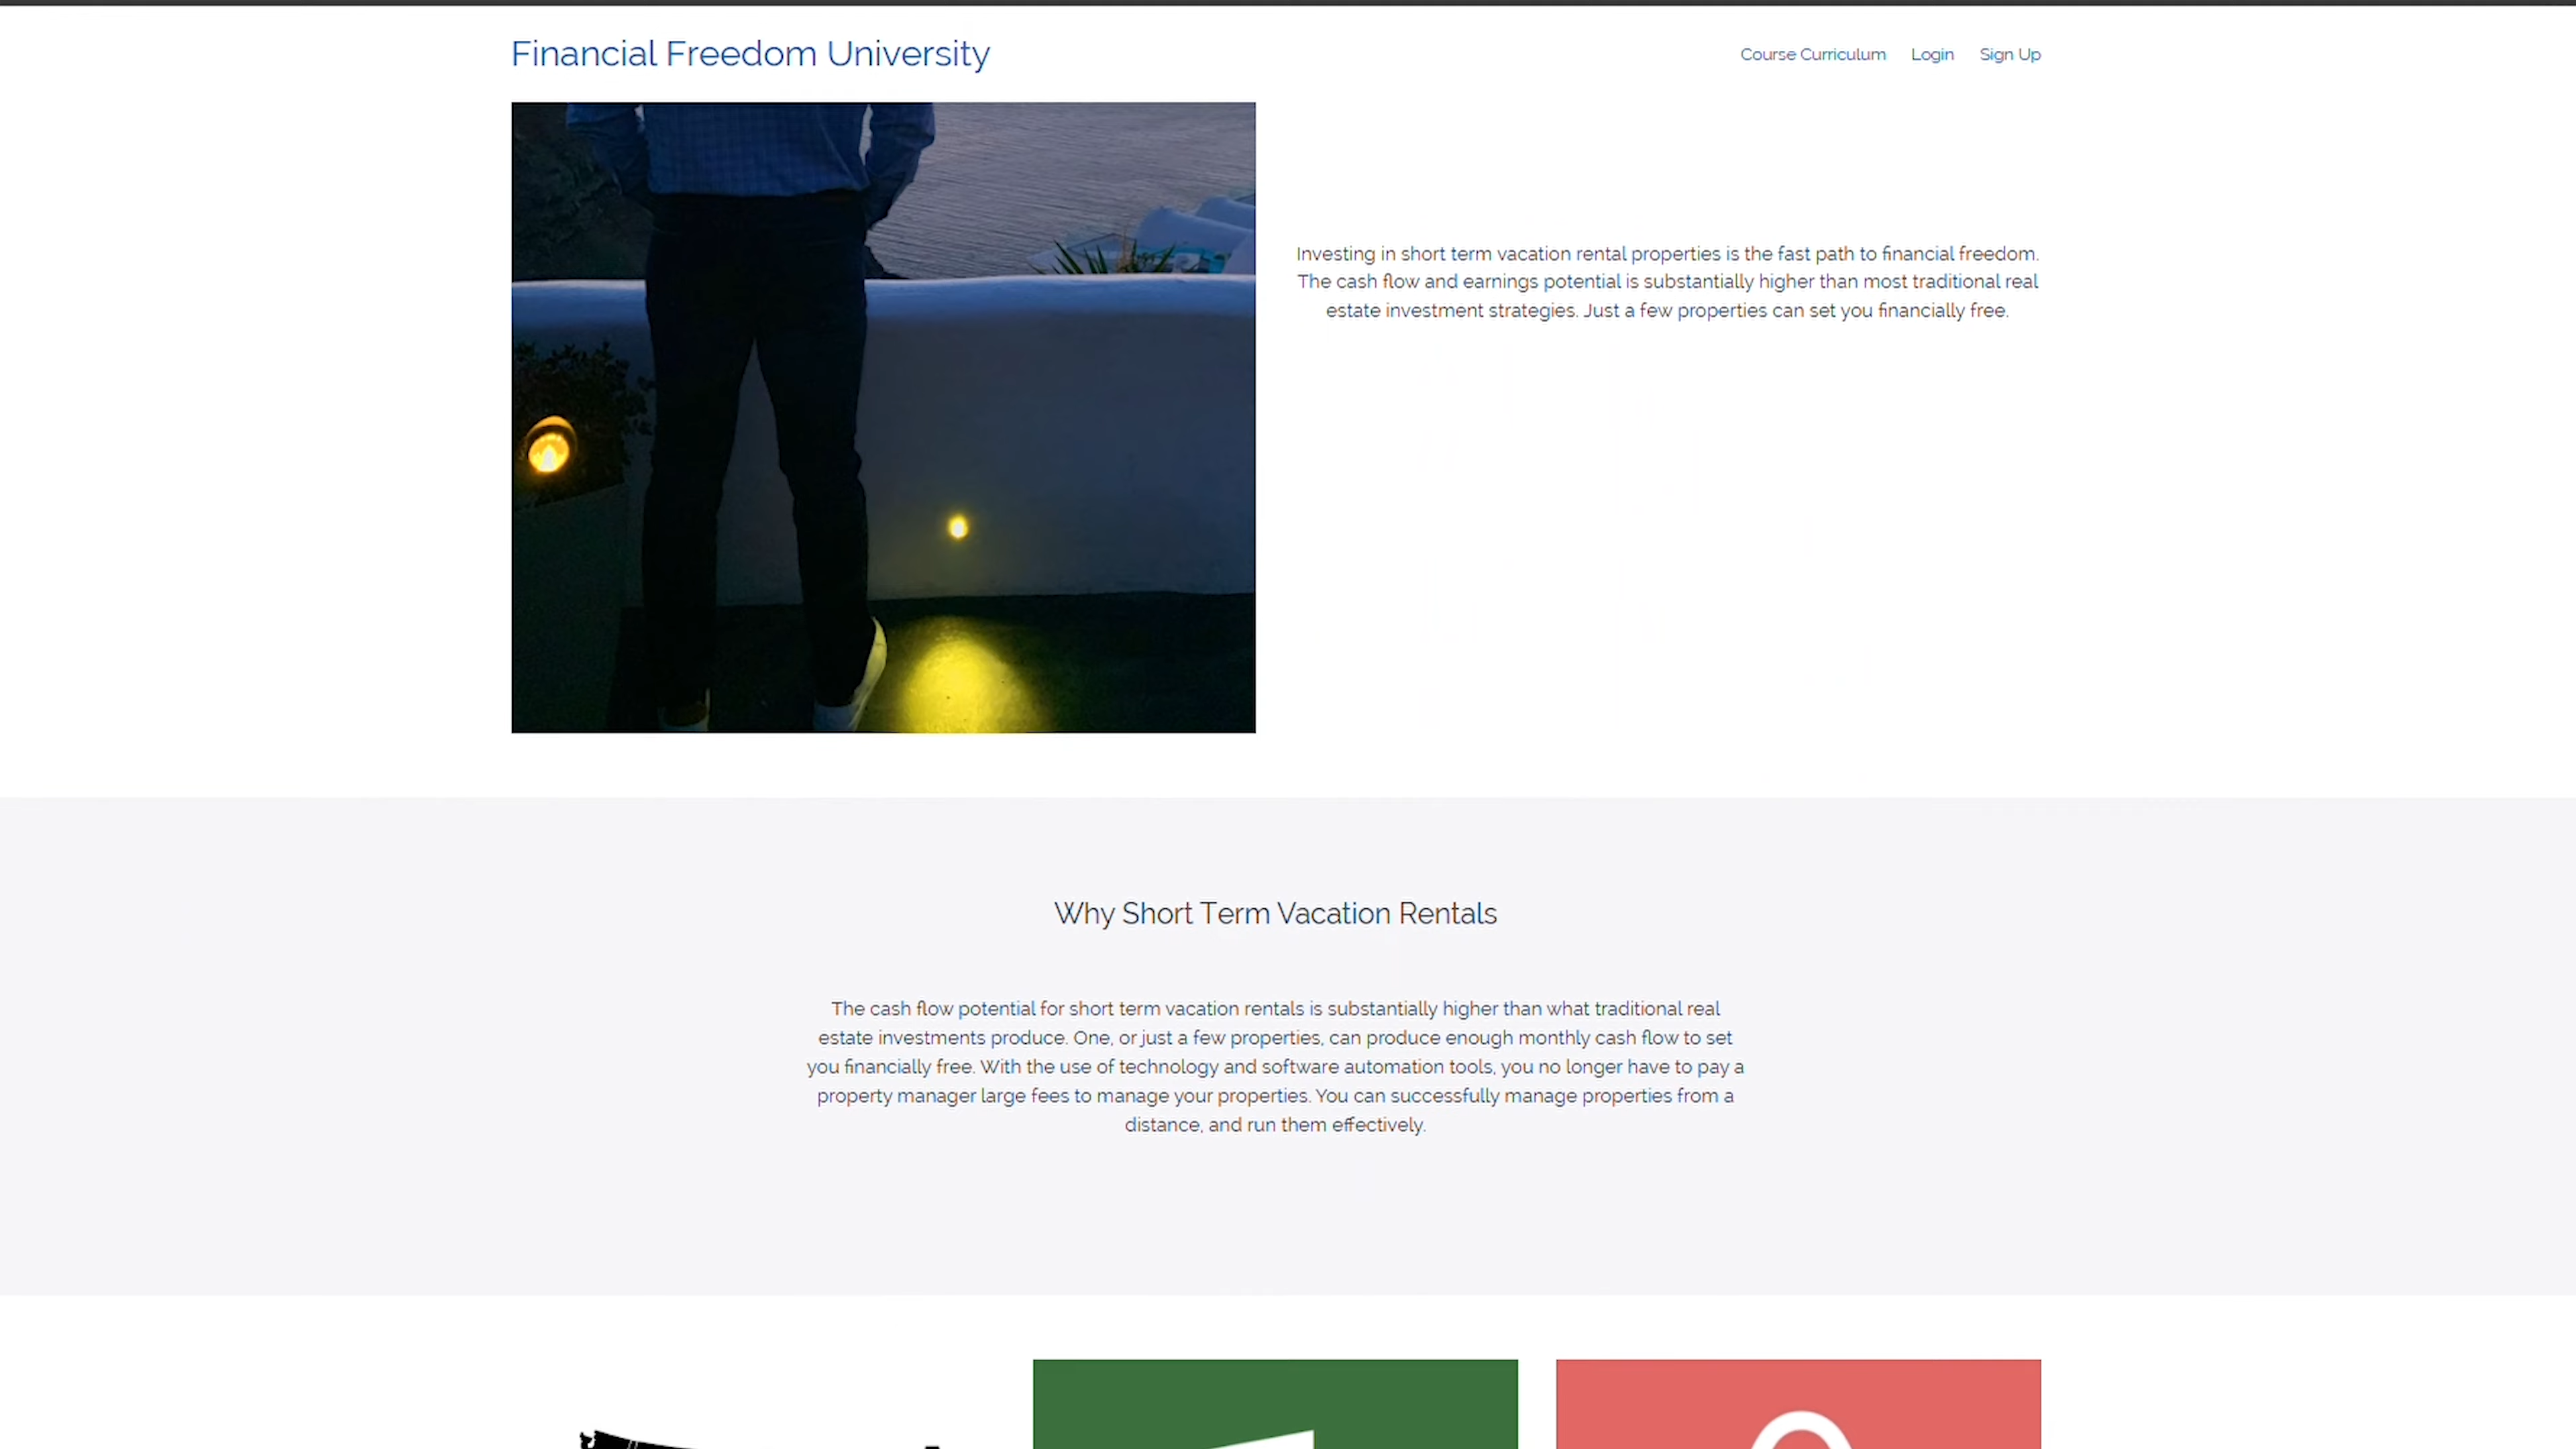 Financial Freedom University
Course Curriculum Login Sign Up
Investing in short term vacation rental properties is the fast path to financial freedom.
The cash flow and earnings potential is substantially higher than most traditional real
estate investment strategies. Just a few properties can set you financially free.
Why Short Term Vacation Rentals
The cash flow potential for short term vacation rentals is substantially higher than what traditional real
estate investments produce. One, or just a few properties, can produce enough monthly cash flow to set
you financially free. With the use of technology and software automation tools, you no longer have to pay a
property manager large fees to manage your properties. You can successfully manage properties from a
distance, and run them effectively.